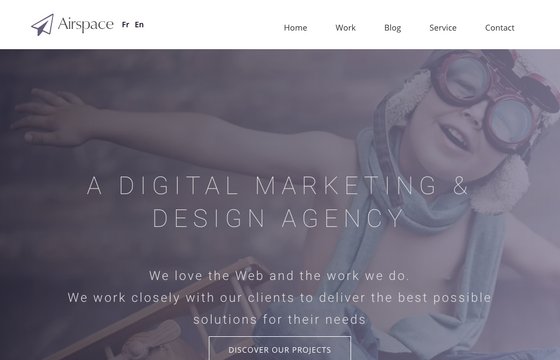 Airspace Fr En Home Work Blog Service Contact
A DIGITAL MARKETING &
DESIGN AGENCY
We love the Web and the work we do.
We work closely with our clients to deliver the best possible
solutions for their needs
DISCOVER OUR PROJECTS